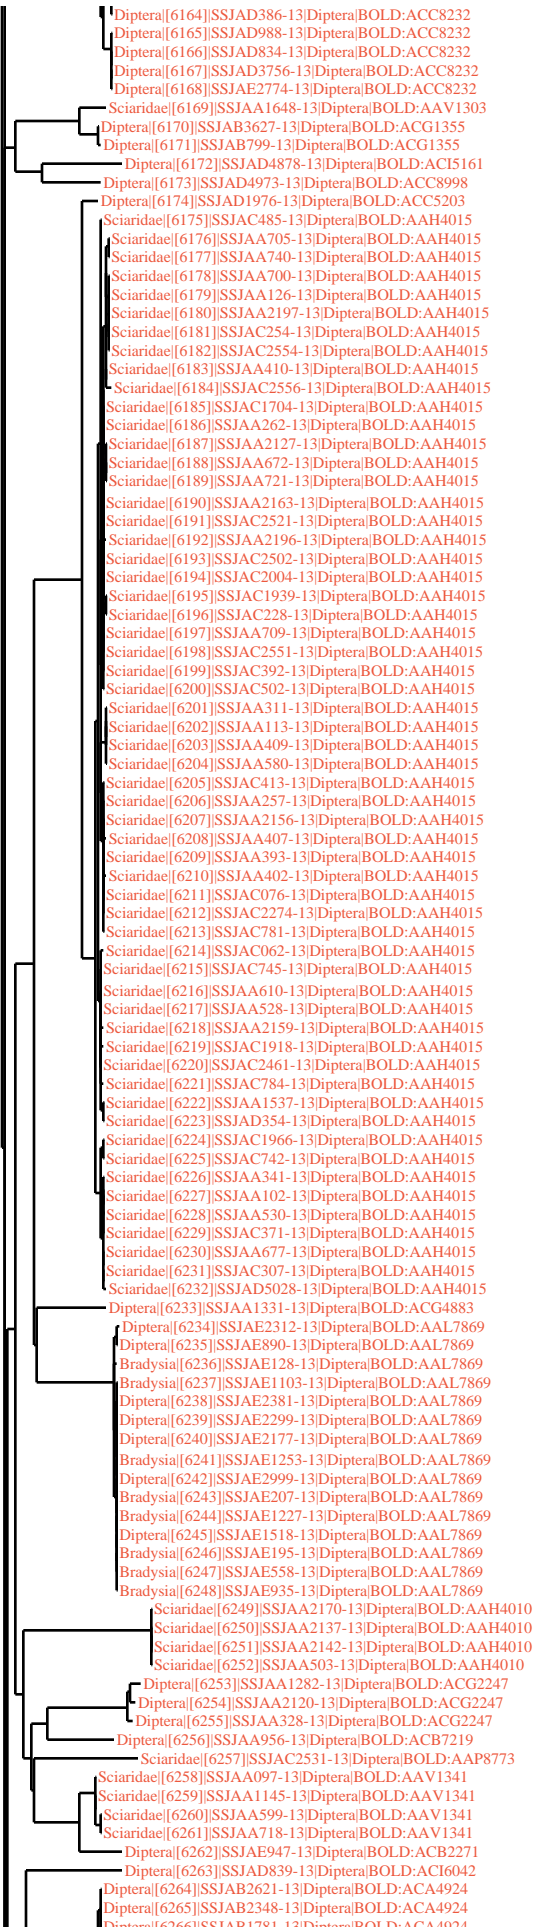 Diptera|[6164]|SSJAD386-13|Diptera|BOLD:ACC8232
Diptera|[6165]|SSJAD988-13|Diptera|BOLD:ACC8232
Diptera|[6166]|SSJAD834-13|Diptera|BOLD:ACC8232
Diptera|[6167]|SSJAD3756-13|Diptera|BOLD:ACC8232
Diptera|[6168]|SSJAE2774-13|Diptera|BOLD:ACC8232
Sciaridae|[6169]|SSJAA1648-13|Diptera|BOLD:AAV1303
Diptera|[6170]|SSJAB3627-13|Diptera|BOLD:ACG1355
Diptera|[6171]|SSJAB799-13|Diptera|BOLD:ACG1355
Diptera|[6172]|SSJAD4878-13|Diptera|BOLD:ACI5161
Diptera|[6173]|SSJAD4973-13|Diptera|BOLD:ACC8998
Diptera|[6174]|SSJAD1976-13|Diptera|BOLD:ACC5203
Sciaridae|[6175]|SSJAC485-13|Diptera|BOLD:AAH4015
Sciaridae|[6176]|SSJAA705-13|Diptera|BOLD:AAH4015
Sciaridae|[6177]|SSJAA740-13|Diptera|BOLD:AAH4015
Sciaridae|[6178]|SSJAA700-13|Diptera|BOLD:AAH4015
Sciaridae|[6179]|SSJAA126-13|Diptera|BOLD:AAH4015
Sciaridae|[6180]|SSJAA2197-13|Diptera|BOLD:AAH4015
Sciaridae|[6181]|SSJAC254-13|Diptera|BOLD:AAH4015
Sciaridae|[6182]|SSJAC2554-13|Diptera|BOLD:AAH4015
Sciaridae|[6183]|SSJAA410-13|Diptera|BOLD:AAH4015
Sciaridae|[6184]|SSJAC2556-13|Diptera|BOLD:AAH4015
Sciaridae|[6185]|SSJAC1704-13|Diptera|BOLD:AAH4015
Sciaridae|[6186]|SSJAA262-13|Diptera|BOLD:AAH4015
Sciaridae|[6187]|SSJAA2127-13|Diptera|BOLD:AAH4015
Sciaridae|[6188]|SSJAA672-13|Diptera|BOLD:AAH4015
Sciaridae|[6189]|SSJAA721-13|Diptera|BOLD:AAH4015
Sciaridae|[6190]|SSJAA2163-13|Diptera|BOLD:AAH4015
Sciaridae|[6191]|SSJAC2521-13|Diptera|BOLD:AAH4015
Sciaridae|[6192]|SSJAA2196-13|Diptera|BOLD:AAH4015
Sciaridae|[6193]|SSJAC2502-13|Diptera|BOLD:AAH4015
Sciaridae|[6194]|SSJAC2004-13|Diptera|BOLD:AAH4015
Sciaridae|[6195]|SSJAC1939-13|Diptera|BOLD:AAH4015
Sciaridae|[6196]|SSJAC228-13|Diptera|BOLD:AAH4015
Sciaridae|[6197]|SSJAA709-13|Diptera|BOLD:AAH4015
Sciaridae|[6198]|SSJAC2551-13|Diptera|BOLD:AAH4015
Sciaridae|[6199]|SSJAC392-13|Diptera|BOLD:AAH4015
Sciaridae|[6200]|SSJAC502-13|Diptera|BOLD:AAH4015
Sciaridae|[6201]|SSJAA311-13|Diptera|BOLD:AAH4015
Sciaridae|[6202]|SSJAA113-13|Diptera|BOLD:AAH4015
Sciaridae|[6203]|SSJAA409-13|Diptera|BOLD:AAH4015
Sciaridae|[6204]|SSJAA580-13|Diptera|BOLD:AAH4015
Sciaridae|[6205]|SSJAC413-13|Diptera|BOLD:AAH4015
Sciaridae|[6206]|SSJAA257-13|Diptera|BOLD:AAH4015
Sciaridae|[6207]|SSJAA2156-13|Diptera|BOLD:AAH4015
Sciaridae|[6208]|SSJAA407-13|Diptera|BOLD:AAH4015
Sciaridae|[6209]|SSJAA393-13|Diptera|BOLD:AAH4015
Sciaridae|[6210]|SSJAA402-13|Diptera|BOLD:AAH4015
Sciaridae|[6211]|SSJAC076-13|Diptera|BOLD:AAH4015
Sciaridae|[6212]|SSJAC2274-13|Diptera|BOLD:AAH4015
Sciaridae|[6213]|SSJAC781-13|Diptera|BOLD:AAH4015
Sciaridae|[6214]|SSJAC062-13|Diptera|BOLD:AAH4015
Sciaridae|[6215]|SSJAC745-13|Diptera|BOLD:AAH4015
Sciaridae|[6216]|SSJAA610-13|Diptera|BOLD:AAH4015
Sciaridae|[6217]|SSJAA528-13|Diptera|BOLD:AAH4015
Sciaridae|[6218]|SSJAA2159-13|Diptera|BOLD:AAH4015
Sciaridae|[6219]|SSJAC1918-13|Diptera|BOLD:AAH4015
Sciaridae|[6220]|SSJAC2461-13|Diptera|BOLD:AAH4015
Sciaridae|[6221]|SSJAC784-13|Diptera|BOLD:AAH4015
Sciaridae|[6222]|SSJAA1537-13|Diptera|BOLD:AAH4015
Sciaridae|[6223]|SSJAD354-13|Diptera|BOLD:AAH4015
Sciaridae|[6224]|SSJAC1966-13|Diptera|BOLD:AAH4015
Sciaridae|[6225]|SSJAC742-13|Diptera|BOLD:AAH4015
Sciaridae|[6226]|SSJAA341-13|Diptera|BOLD:AAH4015
Sciaridae|[6227]|SSJAA102-13|Diptera|BOLD:AAH4015
Sciaridae|[6228]|SSJAA530-13|Diptera|BOLD:AAH4015
Sciaridae|[6229]|SSJAC371-13|Diptera|BOLD:AAH4015
Sciaridae|[6230]|SSJAA677-13|Diptera|BOLD:AAH4015
Sciaridae|[6231]|SSJAC307-13|Diptera|BOLD:AAH4015
Sciaridae|[6232]|SSJAD5028-13|Diptera|BOLD:AAH4015
Diptera|[6233]|SSJAA1331-13|Diptera|BOLD:ACG4883
Diptera|[6234]|SSJAE2312-13|Diptera|BOLD:AAL7869
Diptera|[6235]|SSJAE890-13|Diptera|BOLD:AAL7869
Bradysia|[6236]|SSJAE128-13|Diptera|BOLD:AAL7869
Bradysia|[6237]|SSJAE1103-13|Diptera|BOLD:AAL7869
Diptera|[6238]|SSJAE2381-13|Diptera|BOLD:AAL7869
Diptera|[6239]|SSJAE2299-13|Diptera|BOLD:AAL7869
Diptera|[6240]|SSJAE2177-13|Diptera|BOLD:AAL7869
Bradysia|[6241]|SSJAE1253-13|Diptera|BOLD:AAL7869
Diptera|[6242]|SSJAE2999-13|Diptera|BOLD:AAL7869
Bradysia|[6243]|SSJAE207-13|Diptera|BOLD:AAL7869
Bradysia|[6244]|SSJAE1227-13|Diptera|BOLD:AAL7869
Diptera|[6245]|SSJAE1518-13|Diptera|BOLD:AAL7869
Bradysia|[6246]|SSJAE195-13|Diptera|BOLD:AAL7869
Bradysia|[6247]|SSJAE558-13|Diptera|BOLD:AAL7869
Bradysia|[6248]|SSJAE935-13|Diptera|BOLD:AAL7869
Sciaridae|[6249]|SSJAA2170-13|Diptera|BOLD:AAH4010
Sciaridae|[6250]|SSJAA2137-13|Diptera|BOLD:AAH4010
Sciaridae|[6251]|SSJAA2142-13|Diptera|BOLD:AAH4010
Sciaridae|[6252]|SSJAA503-13|Diptera|BOLD:AAH4010
Diptera|[6253]|SSJAA1282-13|Diptera|BOLD:ACG2247
Diptera|[6254]|SSJAA2120-13|Diptera|BOLD:ACG2247
Diptera|[6255]|SSJAA328-13|Diptera|BOLD:ACG2247
Diptera|[6256]|SSJAA956-13|Diptera|BOLD:ACB7219
Sciaridae|[6257]|SSJAC2531-13|Diptera|BOLD:AAP8773
Sciaridae|[6258]|SSJAA097-13|Diptera|BOLD:AAV1341
Sciaridae|[6259]|SSJAA1145-13|Diptera|BOLD:AAV1341
Sciaridae|[6260]|SSJAA599-13|Diptera|BOLD:AAV1341
Sciaridae|[6261]|SSJAA718-13|Diptera|BOLD:AAV1341
Diptera|[6262]|SSJAE947-13|Diptera|BOLD:ACB2271
Diptera|[6263]|SSJAD839-13|Diptera|BOLD:ACI6042
Diptera|[6264]|SSJAB2621-13|Diptera|BOLD:ACA4924
Diptera|[6265]|SSJAB2348-13|Diptera|BOLD:ACA4924
Diptera|[6266]|SSJAB1781-13|Diptera|BOLD:ACA4924